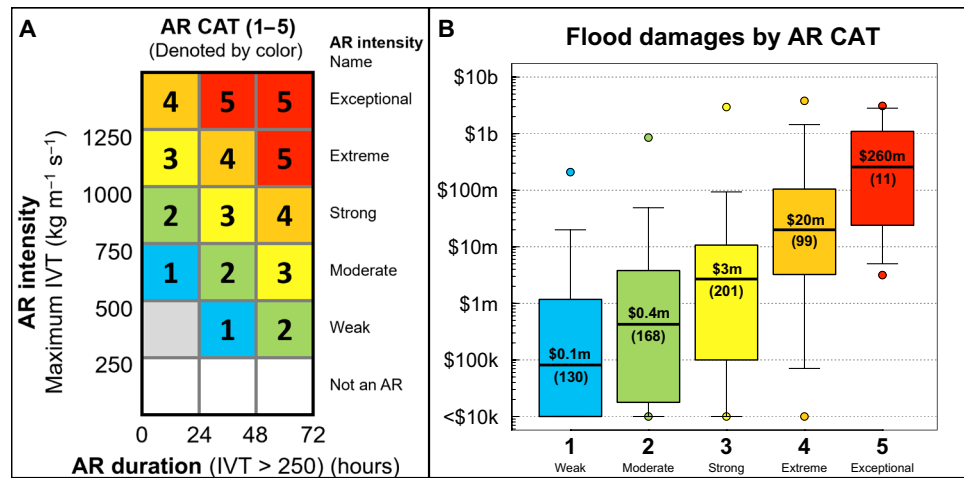 A
AR CAT (1–5)
(Denoted by color)
AR intensity
Name
4 5 5 Exceptional
1250
3 4 5 Extreme
1000
2 3 4 Strong
750
1 2 3 Moderate
500
1 2 Weak
250
Not an AR
0 24 48 72
AR duration (IVT > 250) (hours)
AR intensity
Maximum IVT (kg m⁻¹ s⁻¹)
B
Flood damages by AR CAT
$10b
$1b
$100m
$10m
$1m
$100k
<$10k
$0.1m
(130)
$0.4m
(168)
$3m
(201)
$20m
(99)
$260m
(11)
1 2 3 4 5
Weak Moderate Strong Extreme Exceptional